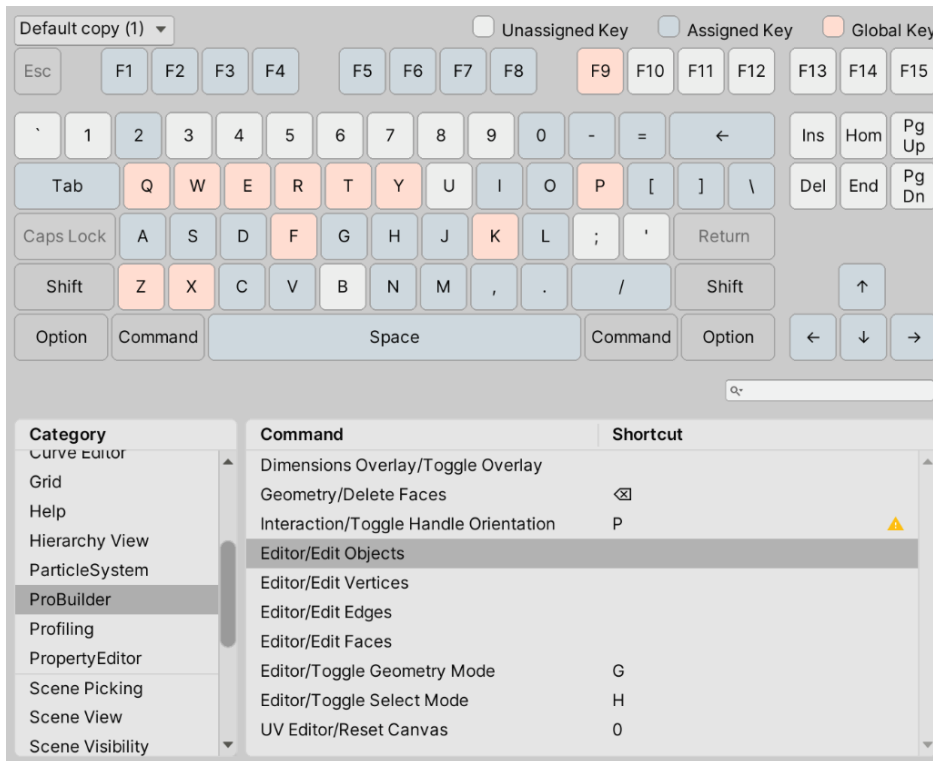 Default copy (1) Unassigned Key Assigned Key Global Key
Esc F1 F2 F3 F4 F5 F6 F7 F8 F9 F10 F11 F12 F13 F14 F15
` 1 2 3 4 5 6 7 8 9 0 - = ← Ins Hom Pg Up
Tab Q W E R T Y U I O P [ ] \ Del End Pg Dn
Caps Lock A S D F G H J K L ; ' Return
Shift Z X C V B N M , . / Shift ↑
Option Command Space Command Option ← ↓ →
Category Command Shortcut
Curve Editor Dimensions Overlay/Toggle Overlay
Grid Geometry/Delete Faces ⌫
Help Interaction/Toggle Handle Orientation P
Hierarchy View Editor/Edit Objects
ParticleSystem Editor/Edit Vertices
ProBuilder Editor/Edit Edges
Profiling Editor/Edit Faces
PropertyEditor Editor/Toggle Geometry Mode G
Scene Picking Editor/Toggle Select Mode H
Scene View UV Editor/Reset Canvas 0
Scene Visibility